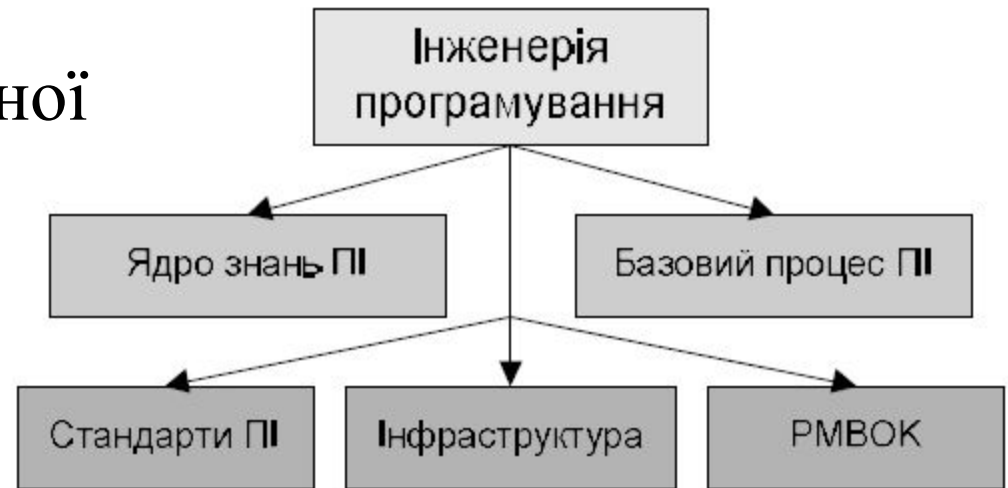 ної
Інженерія
програмування
Ядро знань ПІ
Базовий процес ПІ
Стандарти ПІ
Інфраструктура
PMBOK